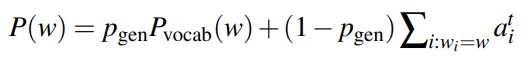 P(w) = p_gen P_vocab(w) + (1 − p_gen) ∑_{i:w_i=w} a_i^t